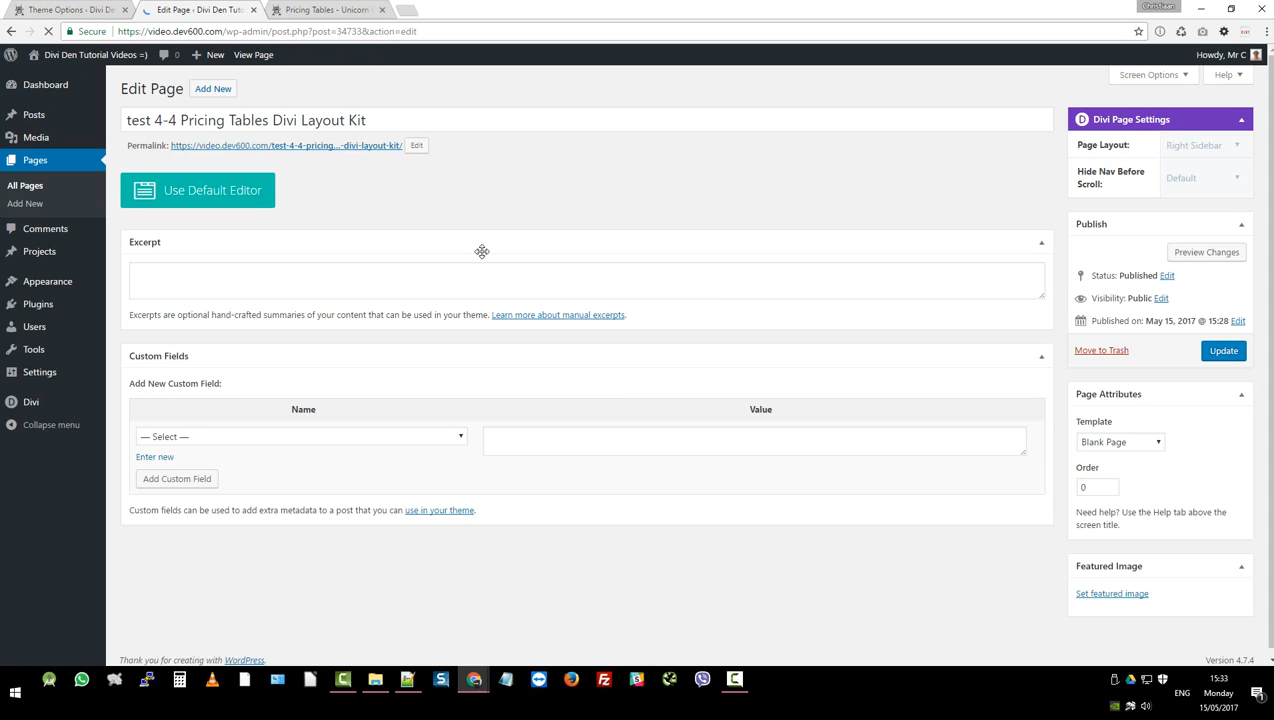 Christiaan
Theme Options ‹ Divi De
Edit Page ‹ Divi Den Tuto
Pricing Tables - Unicorn
Secure
https://video.dev600.com/wp-admin/post.php?post=34733&action=edit
Divi Den Tutorial Videos =)
0
New
View Page
Howdy, Mr C
Dashboard
Posts
Media
Pages
All Pages
Add New
Comments
Projects
Appearance
Plugins
Users
Tools
Settings
Divi
Collapse menu
Screen Options
Help
Edit Page
Add New
test 4-4 Pricing Tables Divi Layout Kit
Permalink: https://video.dev600.com/test-4-4-pricing...-divi-layout-kit/ Edit
Use Default Editor
Excerpt
Excerpts are optional hand-crafted summaries of your content that can be used in your theme. Learn more about manual excerpts.
Custom Fields
Add New Custom Field:
Name
Value
— Select —
Enter new
Add Custom Field
Custom fields can be used to add extra metadata to a post that you can use in your theme.
Divi Page Settings
Page Layout:
Right Sidebar
Hide Nav Before
Scroll:
Default
Publish
Preview Changes
Status: Published Edit
Visibility: Public Edit
Published on: May 15, 2017 @ 15:28 Edit
Move to Trash
Update
Page Attributes
Template
Blank Page
Order
0
Need help? Use the Help tab above the
screen title.
Featured Image
Set featured image
Thank you for creating with WordPress.
Version 4.7.4
ENG
15:33
Monday
15/05/2017